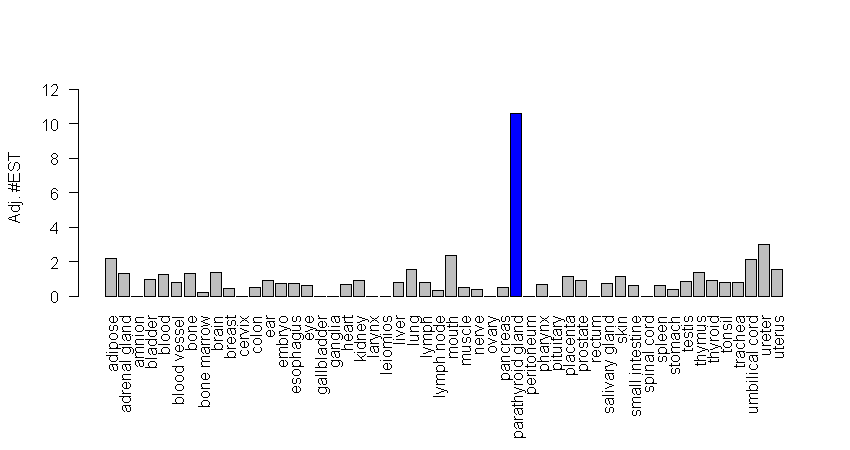 Adj. #EST
12
10
8
6
4
2
0
adipose
adrenal gland
amnion
bladder
blood
blood vessel
bone
bone marrow
brain
breast
cervix
colon
ear
embryo
esophagus
eye
gallbladder
ganglia
heart
kidney
larynx
leiomios
liver
lung
lymph
lymph node
mouth
muscle
nerve
ovary
pancreas
parathyroid gland
peritoneum
pharynx
pituitary
placenta
prostate
rectum
salivary gland
skin
small intestine
spinal cord
spleen
stomach
testis
thymus
thyroid
tonsil
trachea
umbilical cord
ureter
uterus